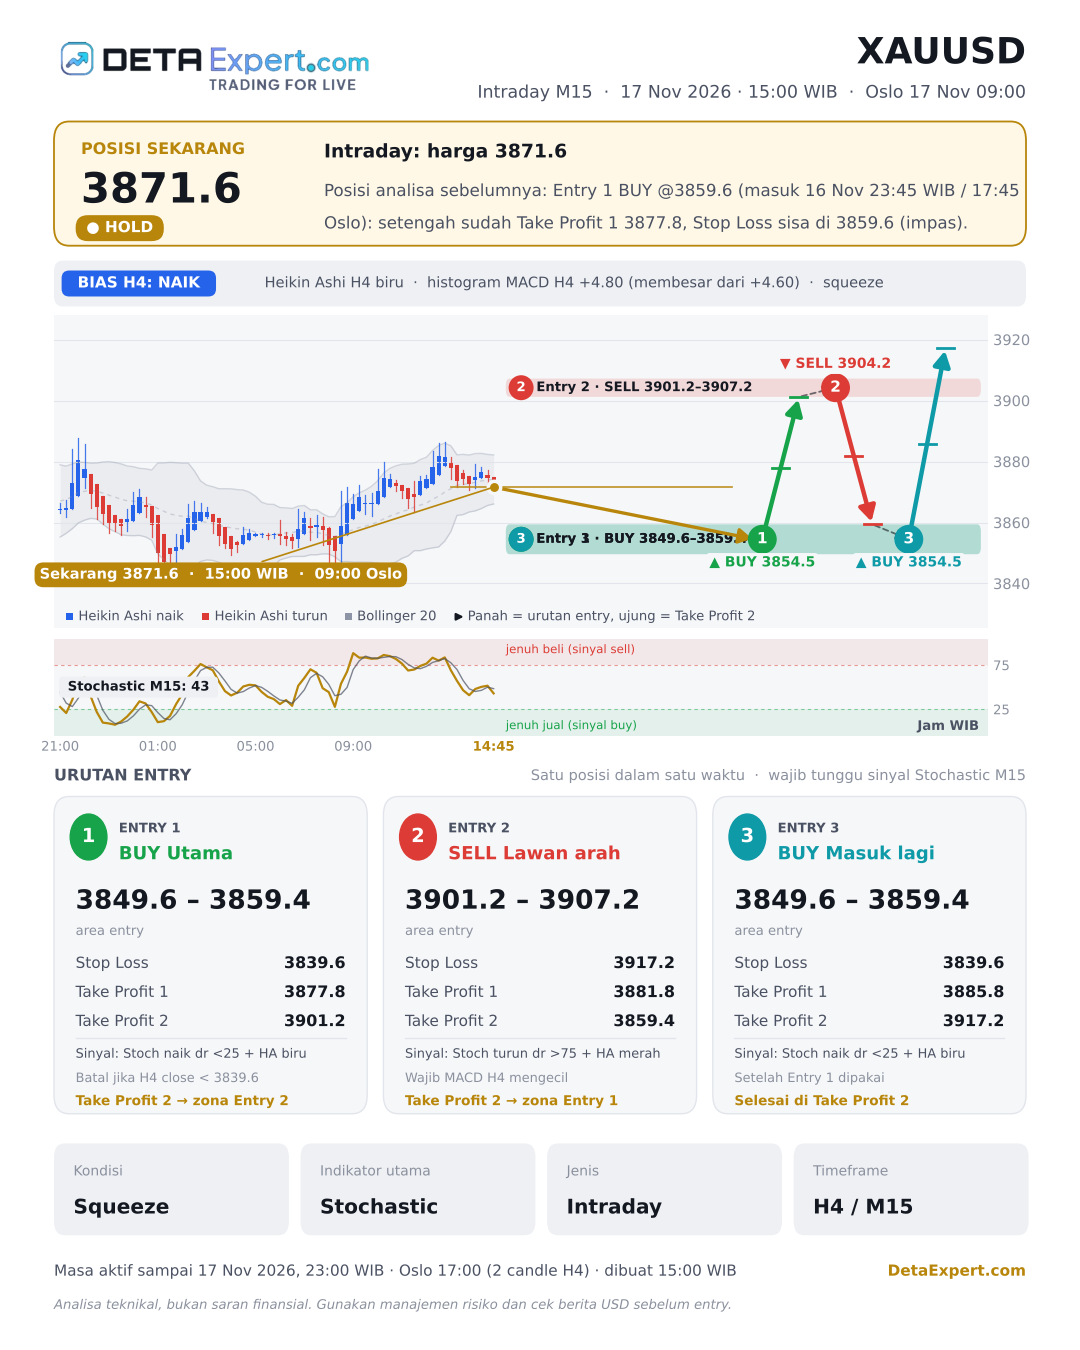 DETA Expert.com
TRADING FOR LIVE
XAUUSD
Intraday M15 · 17 Nov 2026 · 15:00 WIB · Oslo 17 Nov 09:00
POSISI SEKARANG
3871.6
HOLD
Intraday: harga 3871.6
Posisi analisa sebelumnya: Entry 1 BUY @3859.6 (masuk 16 Nov 23:45 WIB / 17:45
Oslo): setengah sudah Take Profit 1 3877.8, Stop Loss sisa di 3859.6 (impas).
BIAS H4: NAIK
Heikin Ashi H4 biru · histogram MACD H4 +4.80 (membesar dari +4.60) · squeeze
3920
▼ SELL 3904.2
2 Entry 2 · SELL 3901.2–3907.2
2
3900
3880
3860
3 Entry · BUY 3849.6–3859.
1
3
▲ BUY 3854.5
▲ BUY 3854.5
Sekarang 3871.6 · 15:00 WIB · 09:00 Oslo
3840
Heikin Ashi naik
Heikin Ashi turun
Bollinger 20
Panah = urutan entry, ujung = Take Profit 2
jenuh beli (sinyal sell)
75
Stochastic M15: 43
25
jenuh jual (sinyal buy)
Jam WIB
21:00 01:00 05:00 09:00 14:45
URUTAN ENTRY
Satu posisi dalam satu waktu · wajib tunggu sinyal Stochastic M15
1
ENTRY 1
BUY Utama
3849.6 – 3859.4
area entry
Stop Loss 3839.6
Take Profit 1 3877.8
Take Profit 2 3901.2
Sinyal: Stoch naik dr <25 + HA biru
Batal jika H4 close < 3839.6
Take Profit 2 → zona Entry 2
2
ENTRY 2
SELL Lawan arah
3901.2 – 3907.2
area entry
Stop Loss 3917.2
Take Profit 1 3881.8
Take Profit 2 3859.4
Sinyal: Stoch turun dr >75 + HA merah
Wajib MACD H4 mengecil
Take Profit 2 → zona Entry 1
3
ENTRY 3
BUY Masuk lagi
3849.6 – 3859.4
area entry
Stop Loss 3839.6
Take Profit 1 3885.8
Take Profit 2 3917.2
Sinyal: Stoch naik dr <25 + HA biru
Setelah Entry 1 dipakai
Selesai di Take Profit 2
Kondisi
Squeeze
Indikator utama
Stochastic
Jenis
Intraday
Timeframe
H4 / M15
Masa aktif sampai 17 Nov 2026, 23:00 WIB · Oslo 17:00 (2 candle H4) · dibuat 15:00 WIB
DetaExpert.com
Analisa teknikal, bukan saran finansial. Gunakan manajemen risiko dan cek berita USD sebelum entry.